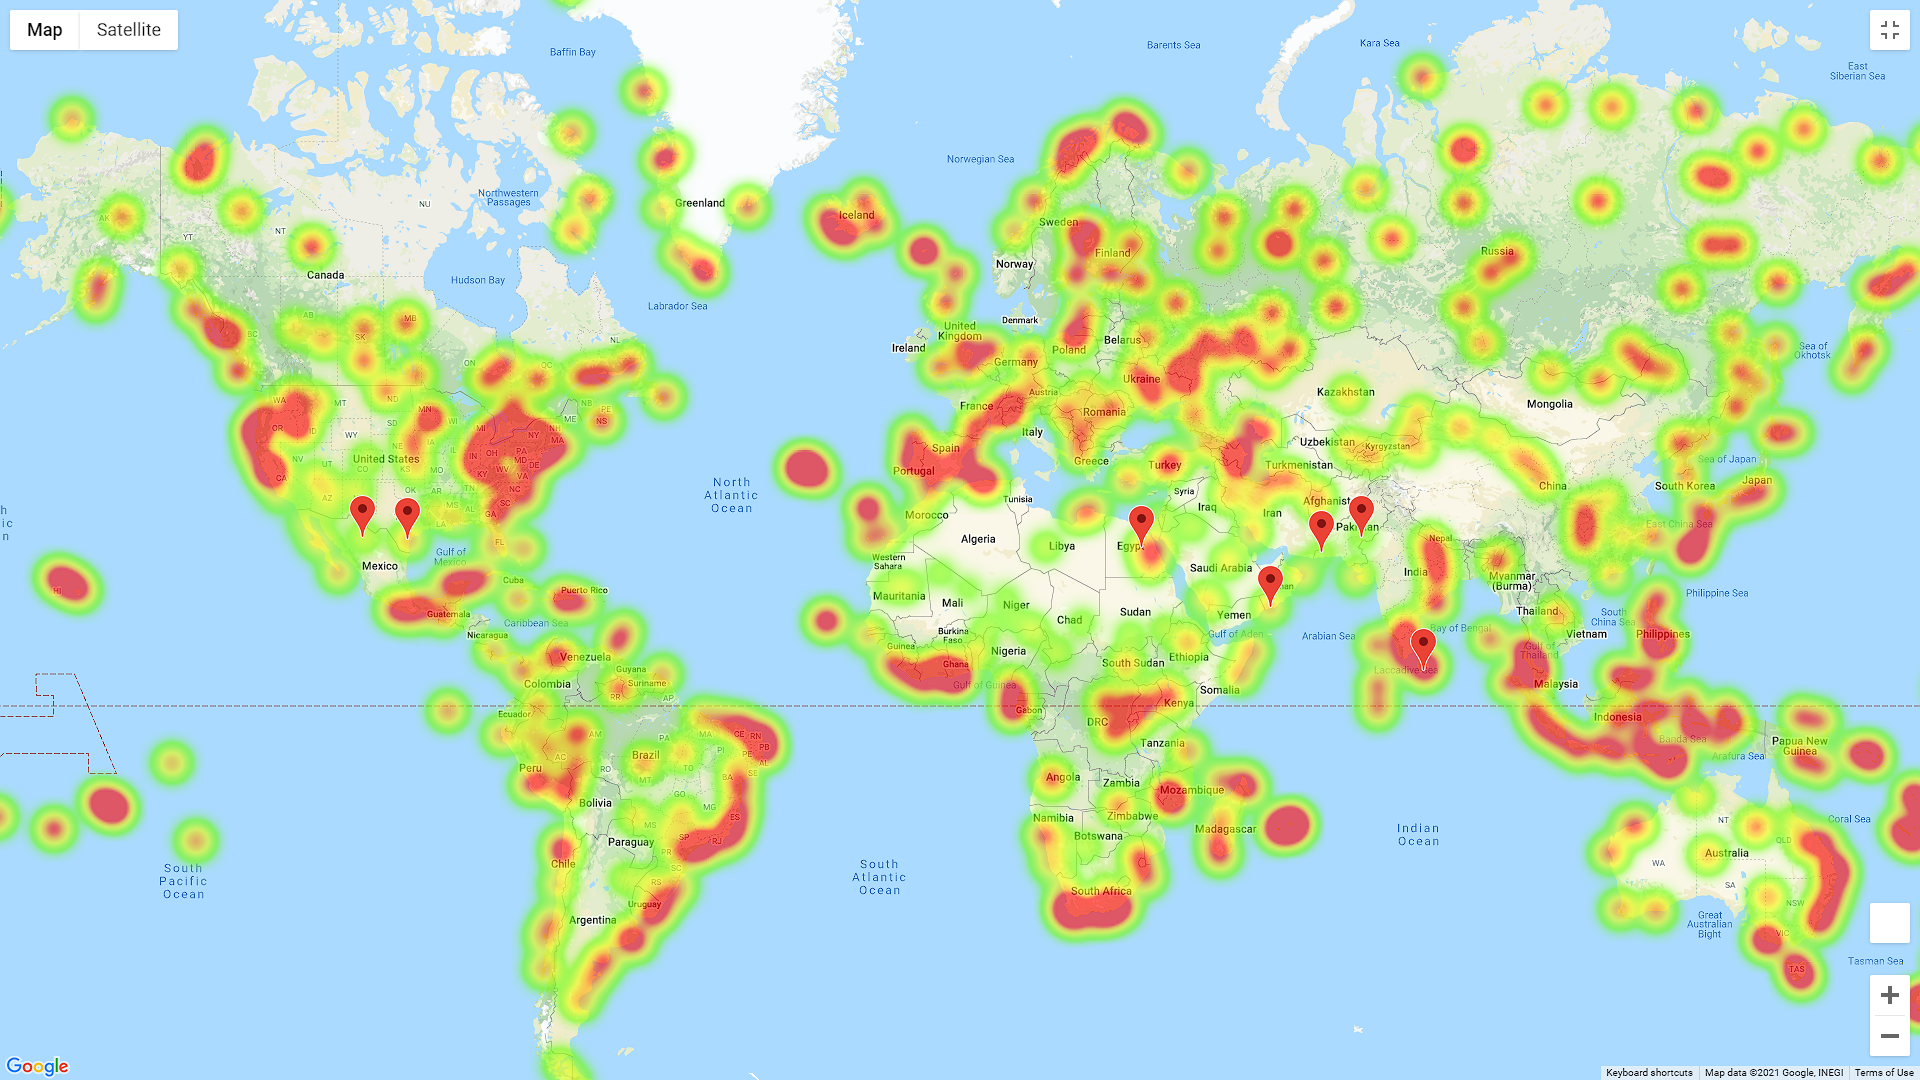 Map
Satellite
Baffin Bay
Barents Sea
Kara Sea
East
Siberian Sea
Norwegian Sea
Northwestern
Passages
NU
Greenland
Iceland
AK
YT
NT
Sweden
Finland
Norway
Russia
Canada
Hudson Bay
Labrador Sea
BC
AB
SK
MB
ON
QC
NL
NB
PE
NS
United
Kingdom
Denmark
Ireland
Belarus
Poland
Germany
Ukraine
Sea of
Okhotsk
Austria
France
Romania
Italy
Kazakhstan
Mongolia
WA
MT
ND
MN
OR
ID
SD
WY
NE
MI
NY
NH
MA
ME
United States
NV
CO
KS
MO
IN
OH
PA
MD
DE
KY
WV
VA
CA
AZ
OK
AR
TN
NC
SC
AL
GA
LA
FL
Spain
Portugal
Greece
Turkey
Uzbekistan
Kyrgyzstan
Turkmenistan
China
Sea of Japan
Japan
South Korea
North
Atlantic
Ocean
Tunisia
Syria
Iraq
Iran
Afghanist
Morocco
Pak
an
East China Sea
Algeria
Libya
Egyp
Nepal
Gulf of
Mexico
Mexico
Western
Sahara
Saudi Arabia
India
Myanmar
(Burma)
HI
Cuba
Puerto Rico
Mauritania
Mali
Niger
Sudan
Chad
Yemen
Philippine Sea
Guatemala
Caribbean Sea
Thailand
South
China Sea
Nicaragua
Burkina
Faso
Gulf of Aden
Arabian Sea
Bay of Bengal
Vietnam
Philippines
Guinea
Ghana
Nigeria
South Sudan
Ethiopia
Gulf of
Thailand
Laccadive Sea
Venezuela
Guyana
Suriname
Colombia
Gulf of Guinea
Somalia
Malaysia
RR
AP
Ecuador
Gabon
Kenya
DRC
Indonesia
AM
PA
MA
CE
RN
PB
PE
AL
SE
PI
Tanzania
Banda Sea
Arafura Sea
Papua New
Guinea
AC
RO
Brazil
TO
BA
MT
Peru
Angola
Zambia
Mozambique
GO
MG
Bolivia
ES
Namibia
Zimbabwe
Botswana
Madagascar
MS
SP
RJ
PR
SC
Paraguay
Chile
RS
Indian
Ocean
NT
QLD
Coral Sea
Australia
WA
SA
NSW
South
Pacific
Ocean
South
Atlantic
Ocean
South Africa
Uruguay
Argentina
Great
Australian
Bight
VIC
TAS
Tasman Sea
Google
Keyboard shortcuts
Map data ©2021 Google, INEGI
Terms of Use